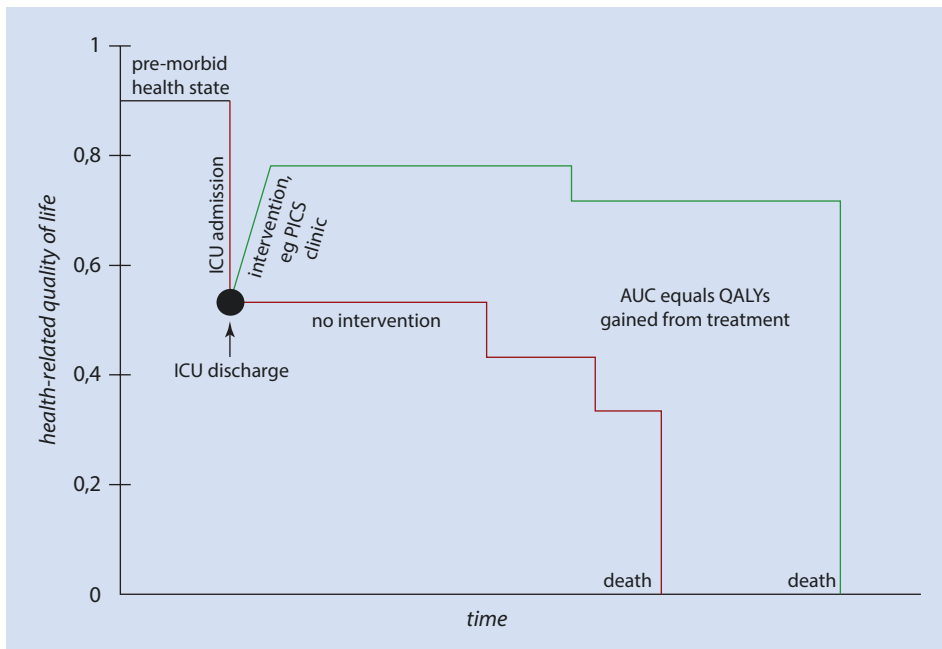 1
pre-morbid
health state
0,8
ICU admission
intervention,
eg PICS
clinic
health-related quality of life
0,6
AUC equals QALYs
gained from treatment
no intervention
ICU discharge
0,4
0,2
death
death
0
time